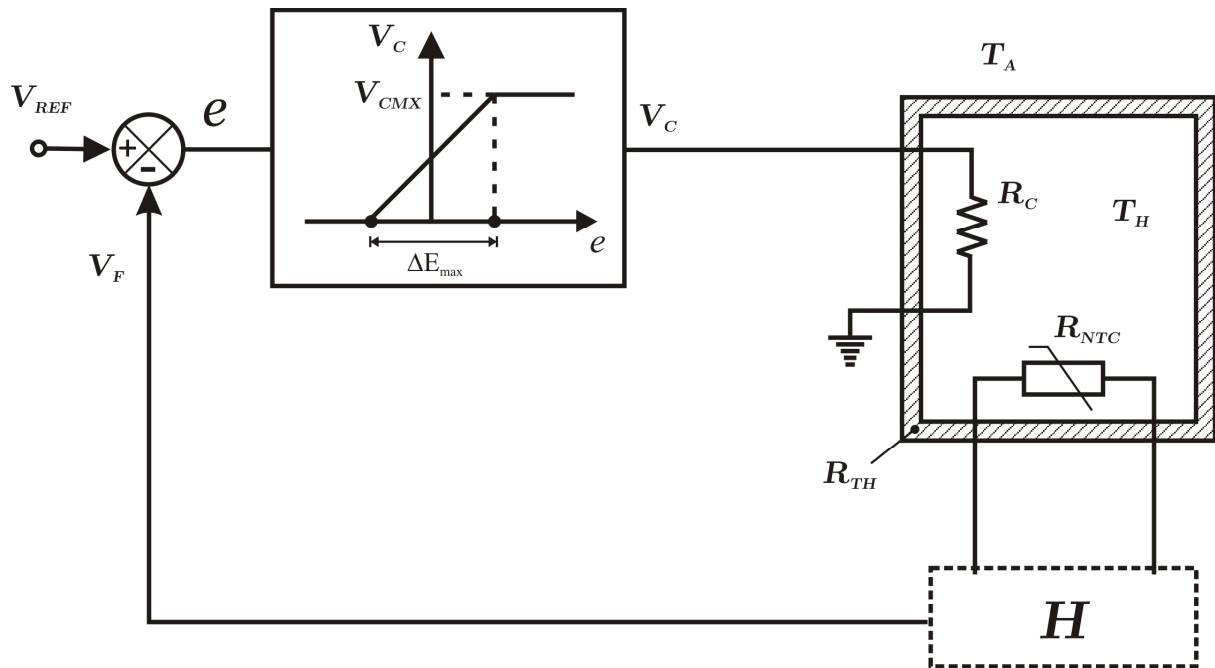 V_C
T_A
V_REF
e
V_CMX
V_C
+
-
R_C
T_H
V_F
e
ΔE_max
R_NTC
R_TH
H